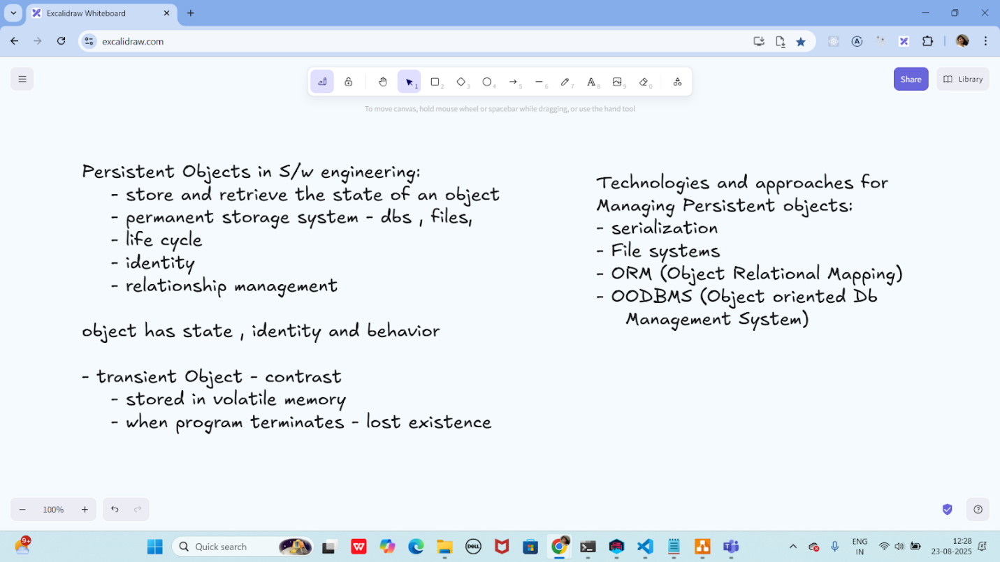 Excalidraw Whiteboard
excalidraw.com
1
2
3
4
5
6
7
8
9
0
Share
Library
To move canvas, hold mouse wheel or spacebar while dragging, or use the hand tool
Persistent Objects in S/w engineering:
- store and retrieve the state of an object
- permanent storage system - dbs , files,
- life cycle
- identity
- relationship management
object has state , identity and behavior
- transient Object - contrast
- stored in volatile memory
- when program terminates - lost existence
Technologies and approaches for
Managing Persistent objects:
- serialization
- File systems
- ORM (Object Relational Mapping)
- OODBMS (Object oriented Db
Management System)
100%
9+
Quick search
DELL
ENG
IN
12:28
23-08-2025